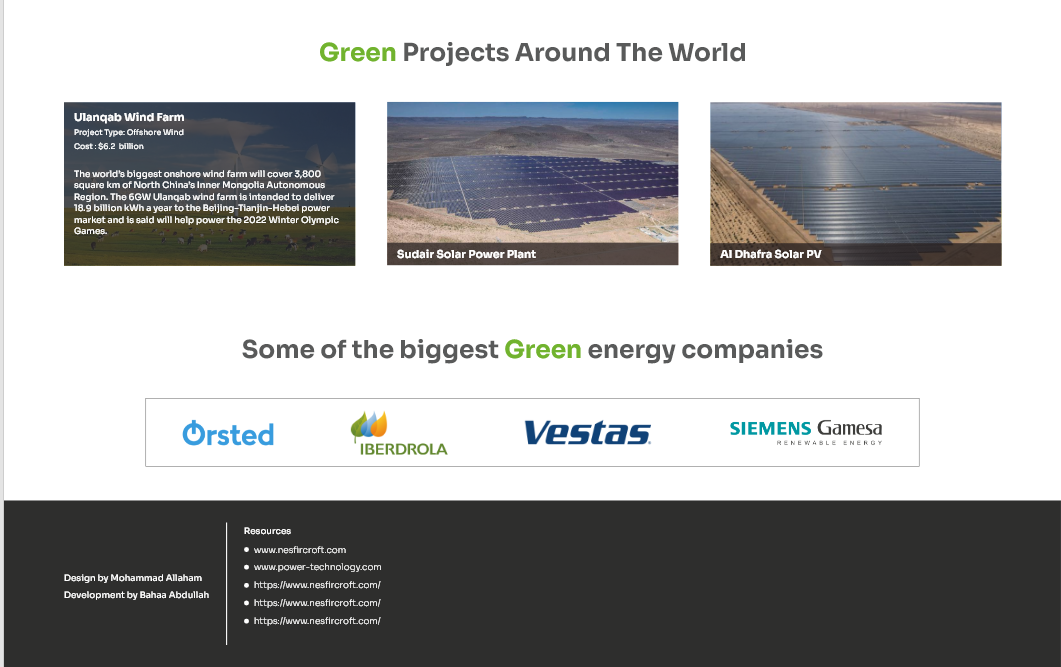 Green Projects Around The World
Ulanqab Wind Farm
Project Type: Offshore Wind
Cost : $6.2 billion
The world's biggest onshore wind farm will cover 3,800
square km of North China's Inner Mongolia Autonomous
Region. The 6GW Ulanqab wind farm is intended to deliver
18.9 billion kWh a year to the Beijing-Tianjin-Hebei power
market and is said will help power the 2022 Winter Olympic
Games.
Sudair Solar Power Plant
Al Dhafra Solar PV
Some of the biggest Green energy companies
Ørsted
IBERDROLA
Vestas
SIEMENS Gamesa
RENEWABLE ENERGY
Design by Mohammad Allaham
Development by Bahaa Abdullah
Resources
www.nesfircroft.com
www.power-technology.com
https://www.nesfircroft.com/
https://www.nesfircroft.com/
https://www.nesfircroft.com/